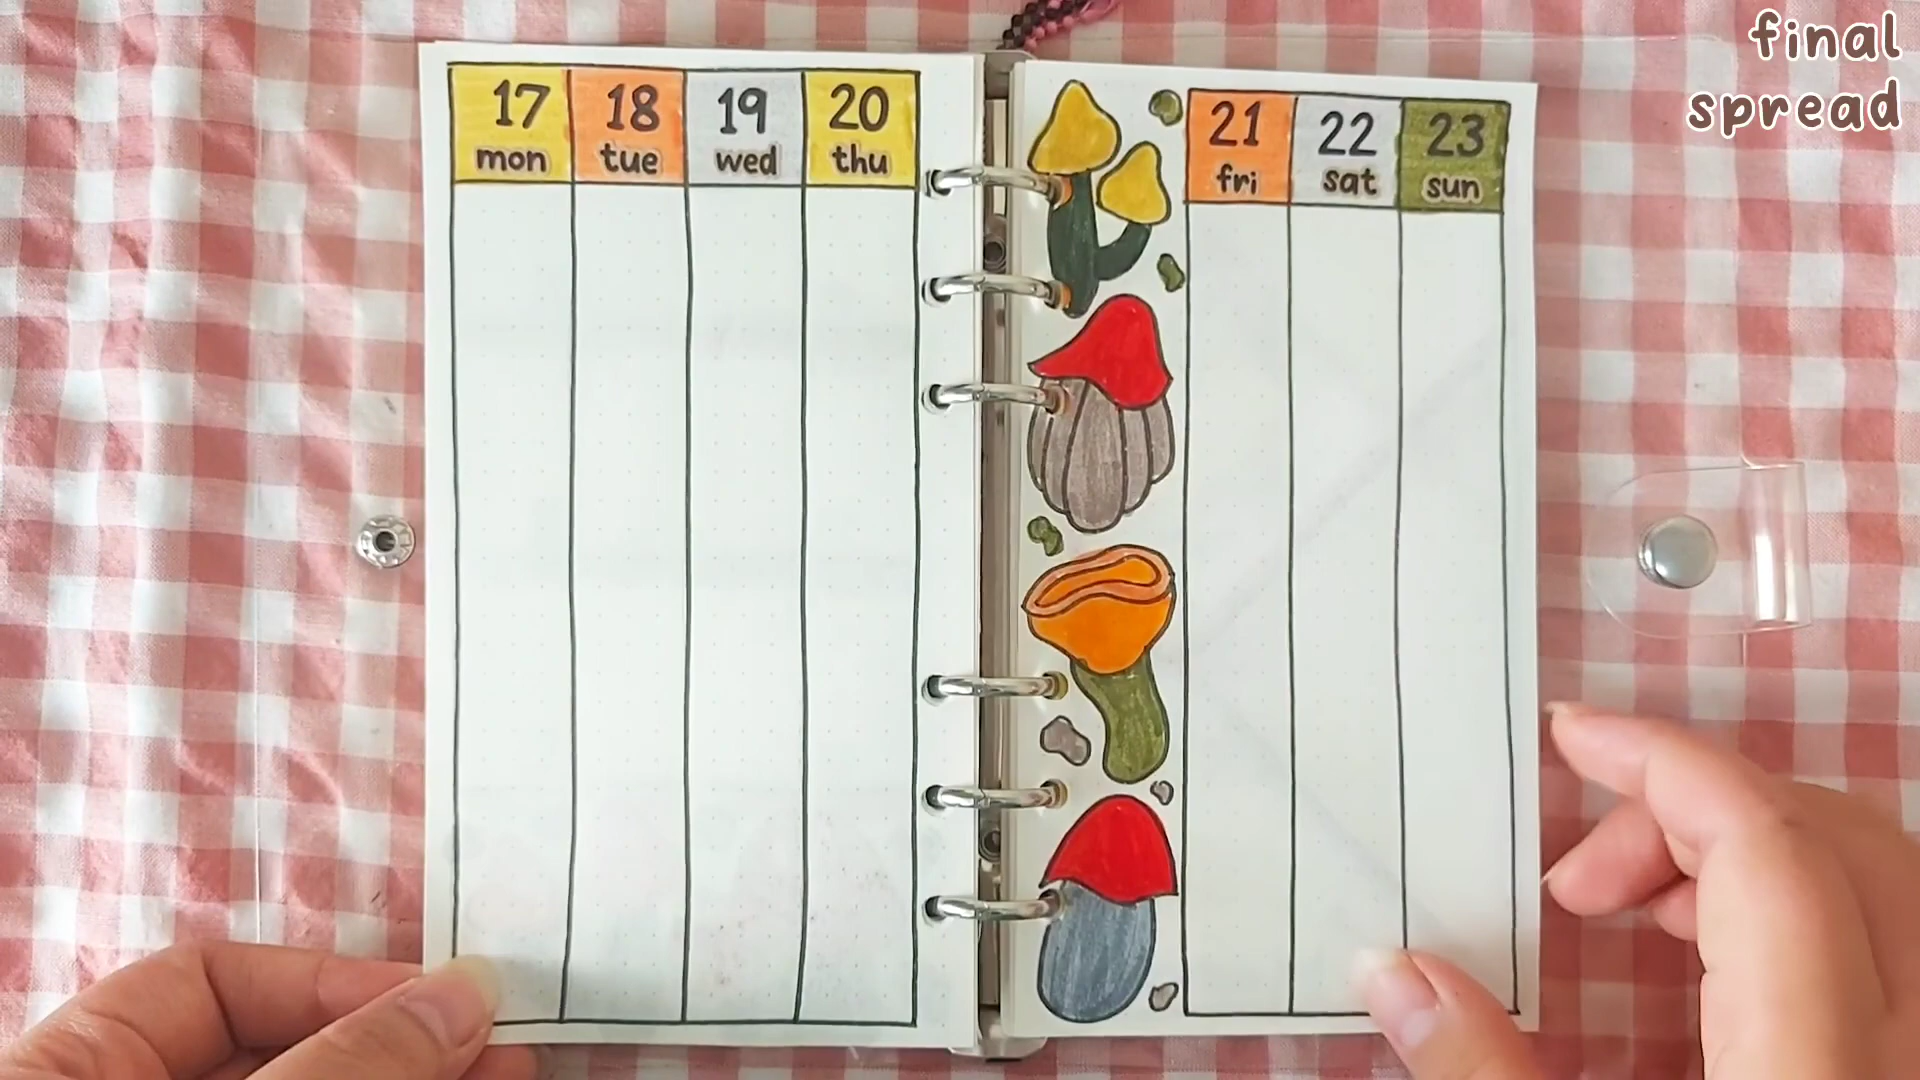 final
spread
17
mon
18
tue
19
wed
20
thu
21
fri
22
sat
23
sun